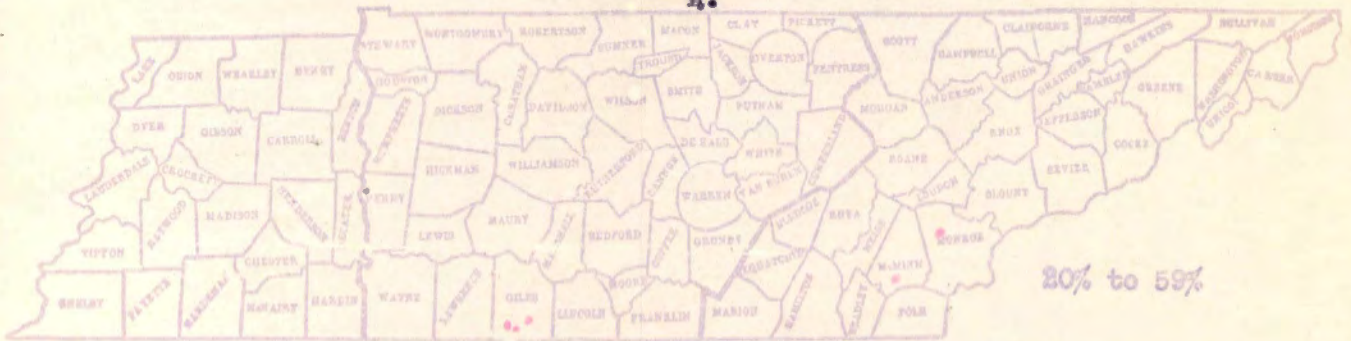 4.
CLAY PICKETT
STEWART MONTGOMERY ROBERTSON SUMNER MACON SCOTT CAMPBELL CLAIBORNE HANCOCK HAWKINS SULLIVAN JOHNSON
LAKE OBION WEAKLEY HENRY HOUSTON TROUSD JACKSON OVERTON FENTRESS UNION GRAINGER HAMBLEN GREENE WASHINGTON CARTER
UNICOI
DYER GIBSON CARROLL BENTON HUMPHREYS DICKSON CHEATHAM DAVIDSON WILSON SMITH PUTNAM MORGAN ANDERSON KNOX JEFFERSON COCKE
LAUDERDALE CROCKET HICKMAN WILLIAMSON RUTHERFORD CANNON DE KALB WHITE CUMBERLAND ROANE LOUDON BLOUNT SEVIER
TIPTON HAYWOOD MADISON HENDERSON DECATER PERRY LEWIS MAURY MARSHALL BEDFORD COFFEE WARREN VAN BUREN GRUNDY BLEDSOE RHEA MEIGS MCMINN MONROE
CHESTER SEQUATCHIE
20% to 59%
SHELBY FAYETTE HARDEMAN McNAIRY HARDIN WAYNE LAWRENCE GILES LINCOLN MOORE FRANKLIN MARION HAMILTON BRADLEY POLK